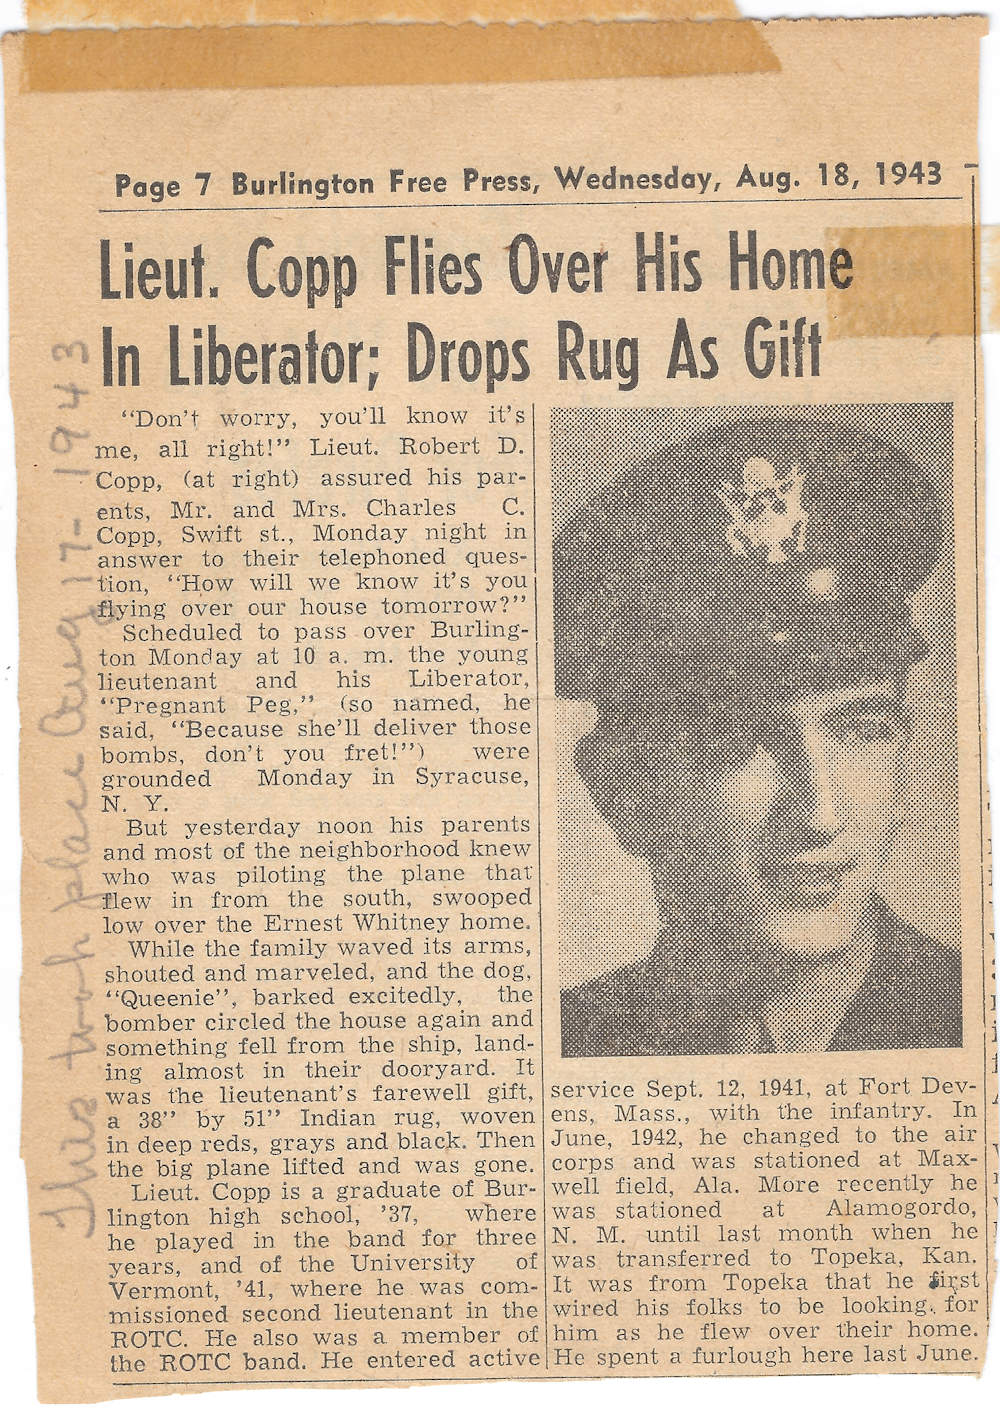 Page 7 Burlington Free Press, Wednesday, Aug. 18, 1943
Lieut. Copp Flies Over His Home
In Liberator; Drops Rug As Gift
"Don't worry, you'll know it's
me, all right!" Lieut. Robert D.
Copp, (at right) assured his par-
ents, Mr. and Mrs. Charles C.
Copp, Swift st., Monday night in
answer to their telephoned ques-
tion, "How will we know it's you
flying over our house tomorrow?"
Scheduled to pass over Burling-
ton Monday at 10 a. m. the young
lieutenant and his Liberator,
"Pregnant Peg," (so named, he
said, "Because she'll deliver those
bombs, don't you fret!") were
grounded Monday in Syracuse,
N. Y.
But yesterday noon his parents
and most of the neighborhood knew
who was piloting the plane that
flew in from the south, swooped
low over the Ernest Whitney home.
While the family waved its arms,
shouted and marveled, and the dog,
"Queenie", barked excitedly, the
bomber circled the house again and
something fell from the ship, land-
ing almost in their dooryard. It
was the lieutenant's farewell gift,
a 38" by 51" Indian rug, woven
in deep reds, grays and black. Then
the big plane lifted and was gone.
Lieut. Copp is a graduate of Bur-
lington high school, '37, where
he played in the band for three
years, and of the University of
Vermont, '41, where he was com-
missioned second lieutenant in the
ROTC. He also was a member of
the ROTC band. He entered active
service Sept. 12, 1941, at Fort Dev-
ens, Mass., with the infantry. In
June, 1942, he changed to the air
corps and was stationed at Max-
well field, Ala. More recently he
was stationed at Alamogordo,
N. M. until last month when he
was transferred to Topeka, Kan.
It was from Topeka that he first
wired his folks to be looking for
him as he flew over their home.
He spent a furlough here last June.
This took place Aug 17 - 1943